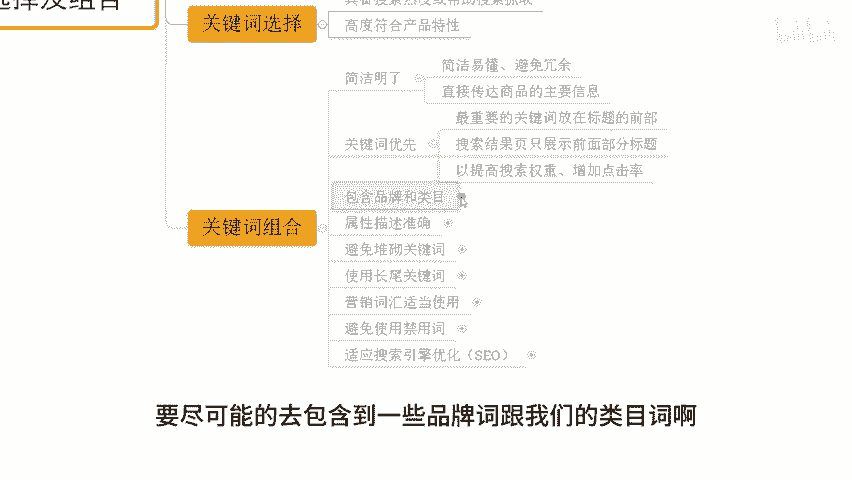 关键词选择
高度符合产品特性
简洁明了
简洁易懂、避免冗余
直接传达商品的主要信息
关键词优先
最重要的关键词放在标题的前部
搜索结果页只展示前面部分标题
以提高搜索权重、增加点击率
关键词组合
包含品牌和类目
属性描述准确
避免堆砌关键词
使用长尾关键词
营销词汇适当使用
避免使用禁用词
适应搜索引擎优化（SEO）
要尽可能的去包含到一些品牌词跟我们的类目词啊